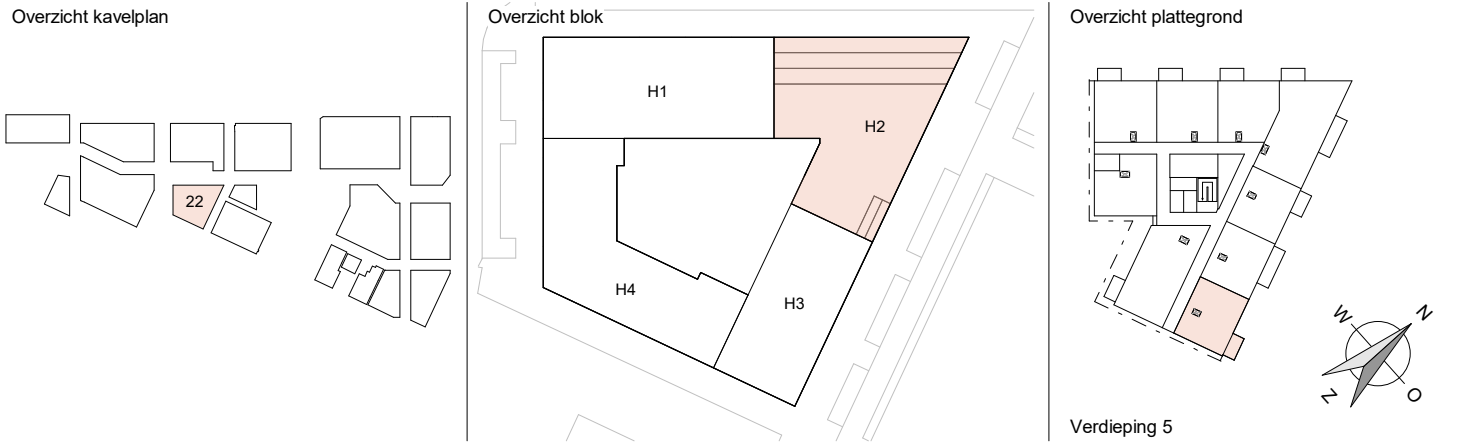 Overzicht kavelplan
22
Overzicht blok
H1
H2
H4
H3
Overzicht plattegrond
W
N
Z
O
Verdieping 5